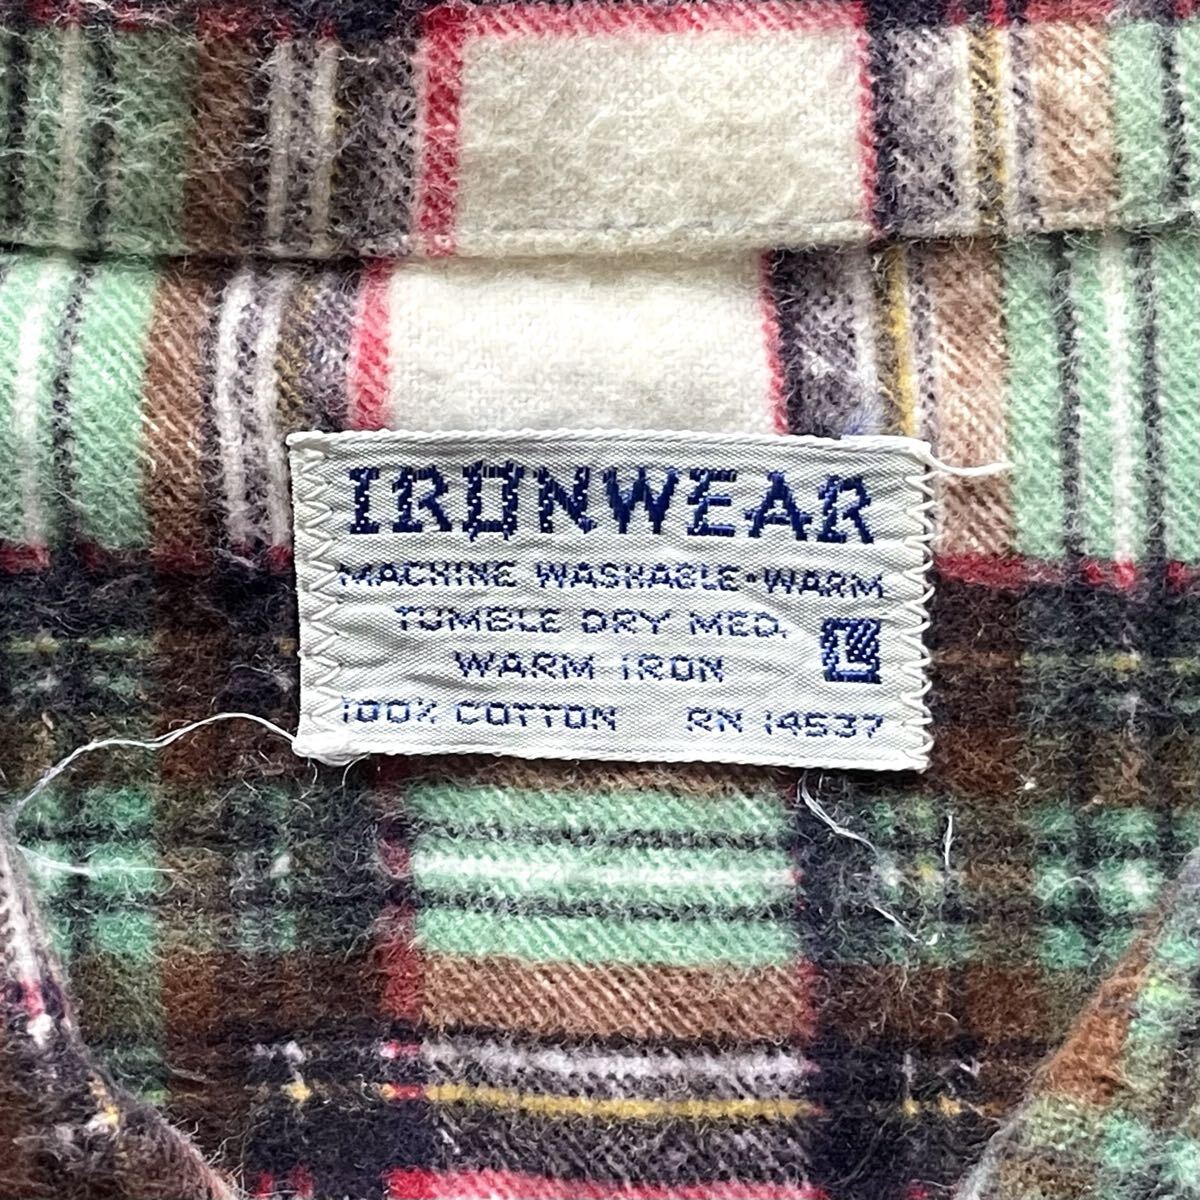 IRONWEAR
MACHINE WASHABLE•WARM
TUMBLE DRY MED.
WARM IRON
L
100% COTTON RN 14537